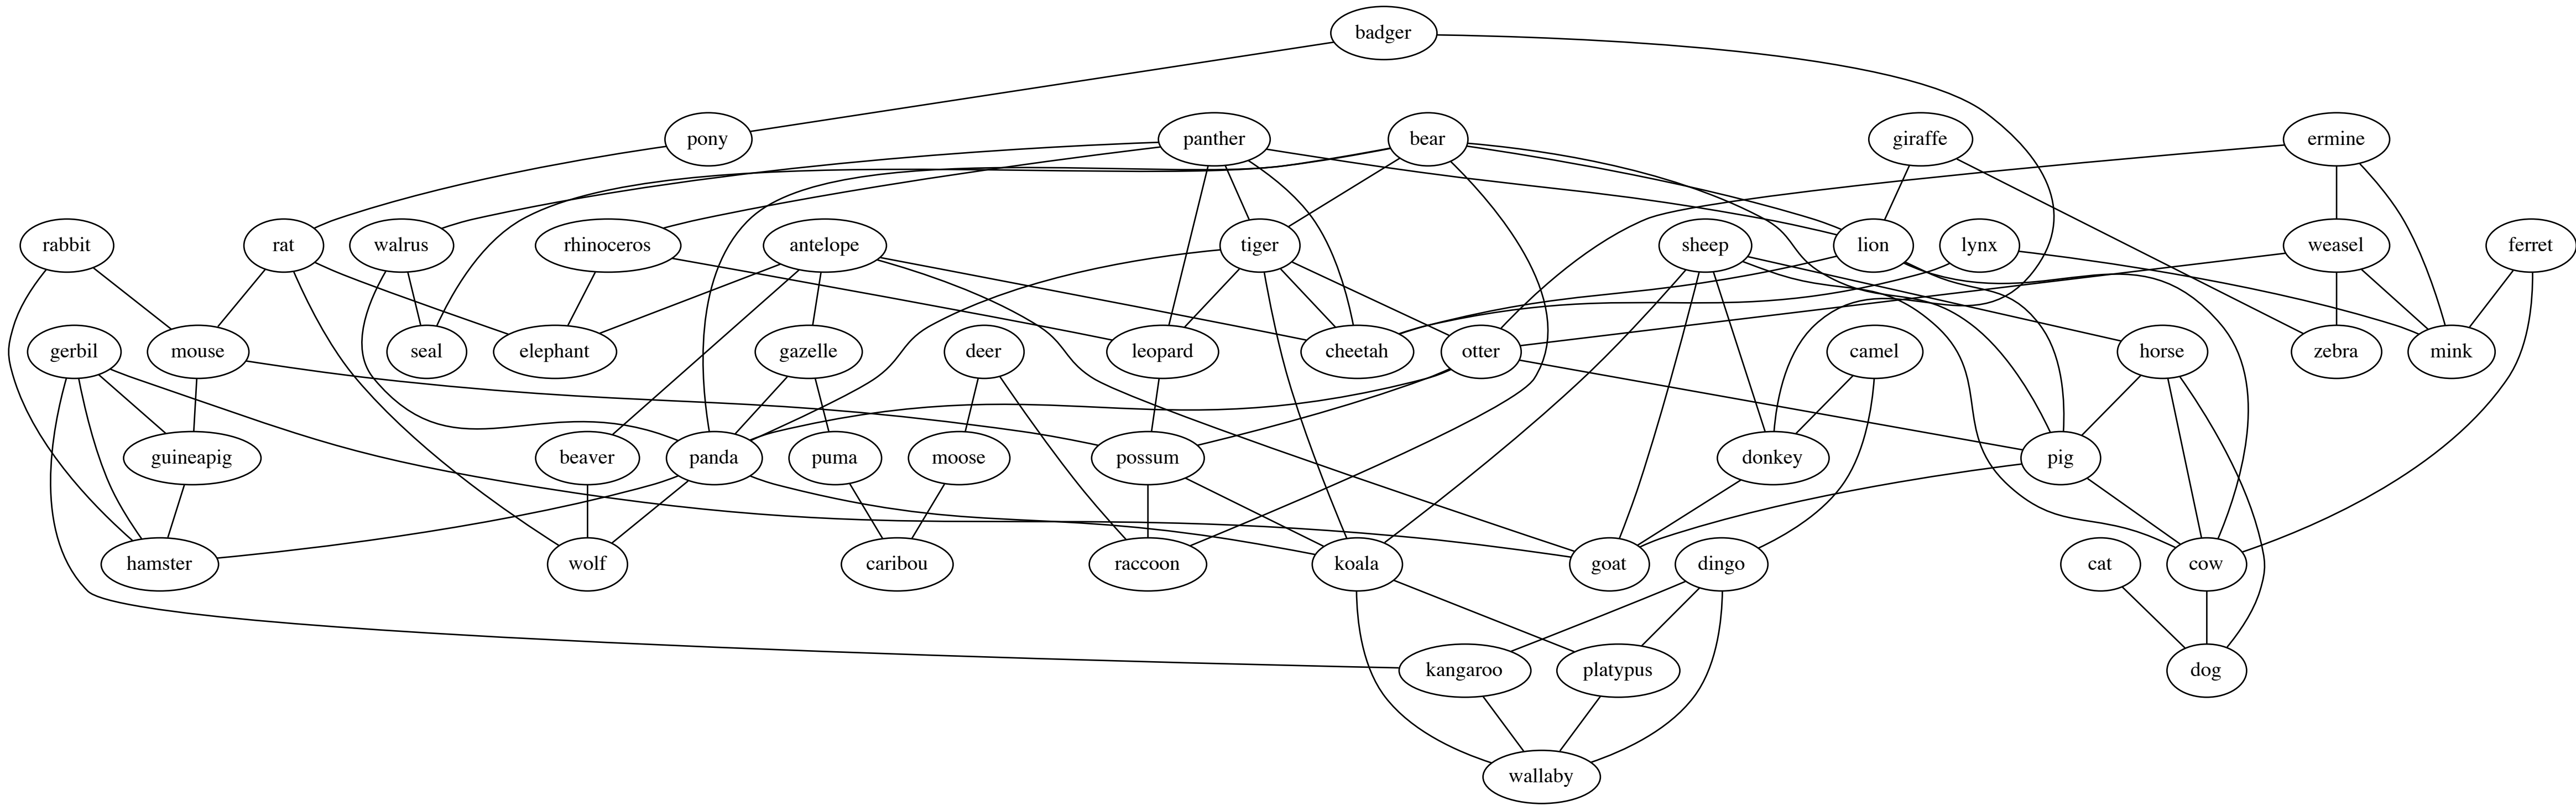 badger
pony
panther
bear
giraffe
ermine
rabbit
rat
walrus
rhinoceros
antelope
tiger
sheep
lion
lynx
weasel
ferret
gerbil
mouse
seal
elephant
gazelle
deer
leopard
cheetah
otter
camel
horse
zebra
mink
guineapig
beaver
panda
puma
moose
possum
donkey
pig
hamster
wolf
caribou
raccoon
koala
goat
dingo
cat
cow
kangaroo
platypus
dog
wallaby